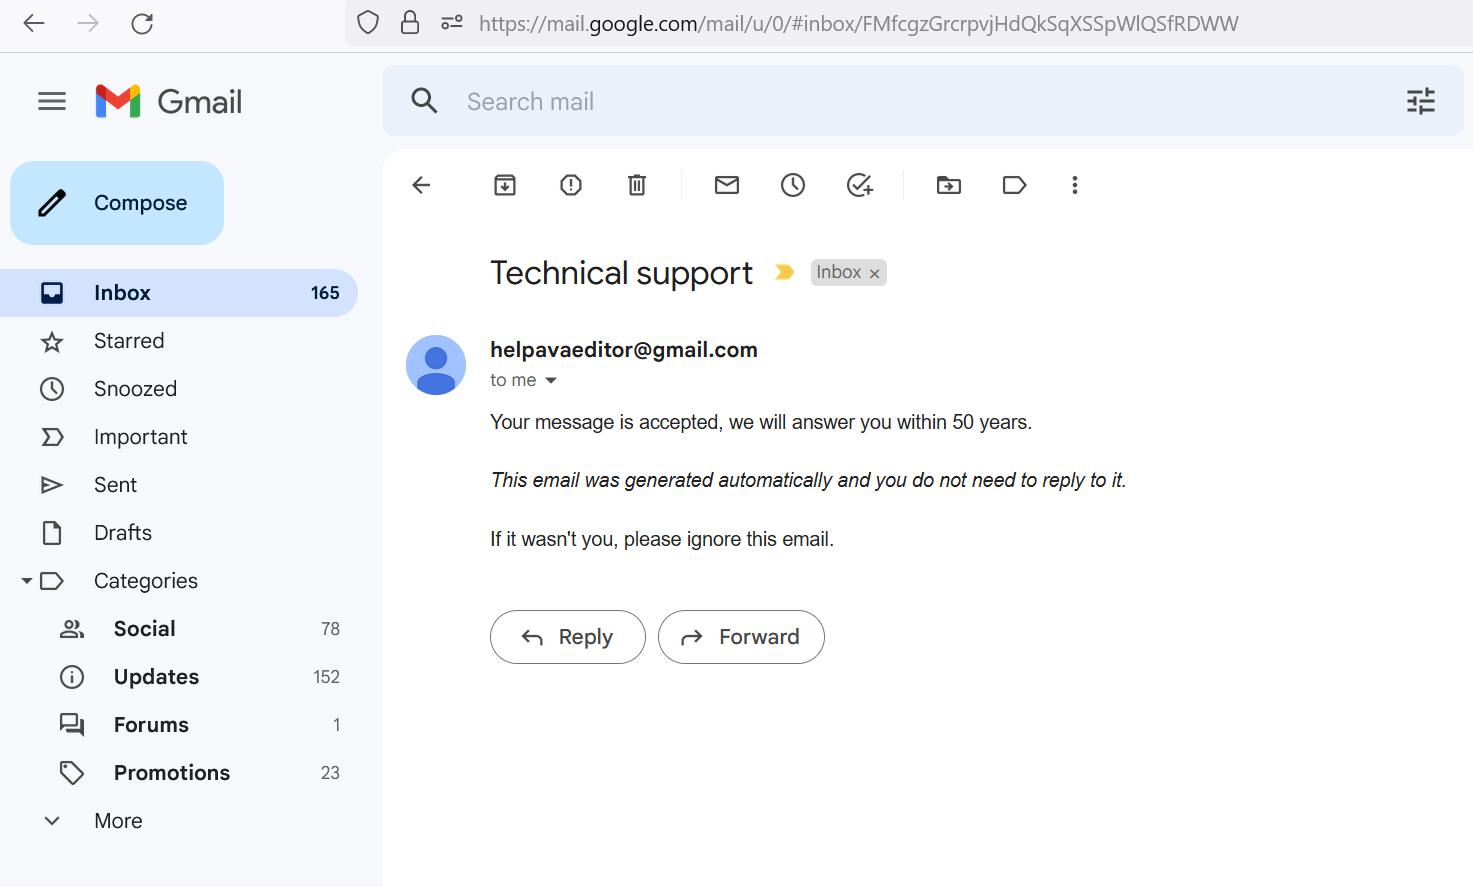 https://mail.google.com/mail/u/0/#inbox/FMfcgzGrcrpvjHdQkSqXSSpWlQSfRDWW
Gmail
Search mail
Compose
Inbox 165
Starred
Snoozed
Important
Sent
Drafts
Categories
Social 78
Updates 152
Forums 1
Promotions 23
More
Technical support Inbox ×
helpavaeditor@gmail.com
to me
Your message is accepted, we will answer you within 50 years.
This email was generated automatically and you do not need to reply to it.
If it wasn't you, please ignore this email.
Reply Forward